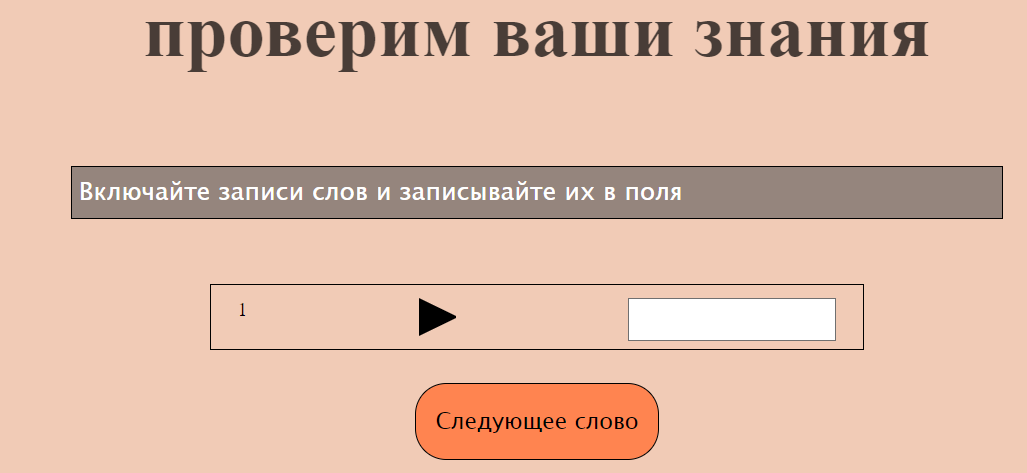 проверим ваши знания
Включайте записи слов и записывайте их в поля
1
Следующее слово